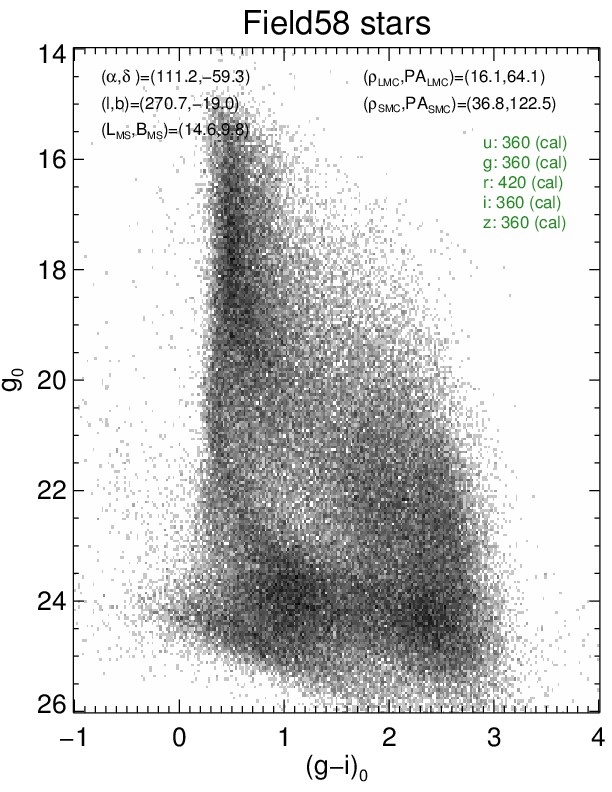 Field58 stars
14
(α,δ )=(111.2,−59.3)
(ρLMC,PALMC)=(16.1,64.1)
(l,b)=(270.7,−19.0)
(ρSMC,PASMC)=(36.8,122.5)
(LMS,BMS)=(14.6,9.8)
u: 360 (cal)
16
g: 360 (cal)
r: 420 (cal)
i: 360 (cal)
z: 360 (cal)
18
g0
20
22
24
26
−1 0 1 2 3 4
(g−i)0